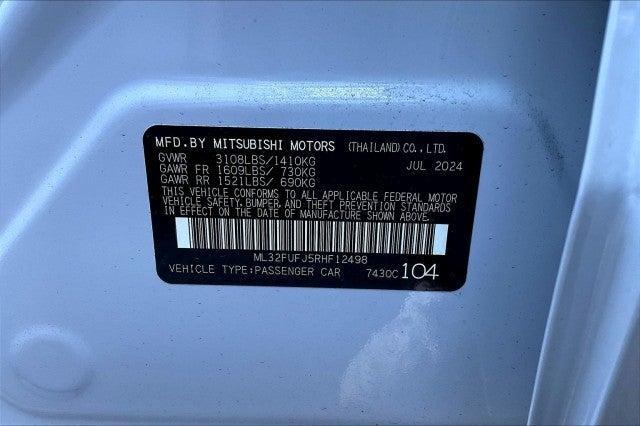 MFD.BY MITSUBISHI MOTORS (THAILAND) CO.,LTD.
GVWR 3108LBS/1410KG JUL 2024
GAWR FR 1609LBS/ 730KG
GAWR RR 1521LBS/ 690KG
THIS VEHICLE CONFORMS TO ALL APPLICABLE FEDERAL MOTOR
VEHICLE SAFETY, BUMPER, AND THEFT PREVENTION STANDARDS
IN EFFECT ON THE DATE OF MANUFACTURE SHOWN ABOVE.
ML32FUFJ5RHF12498
VEHICLE TYPE:PASSENGER CAR 7430C 104